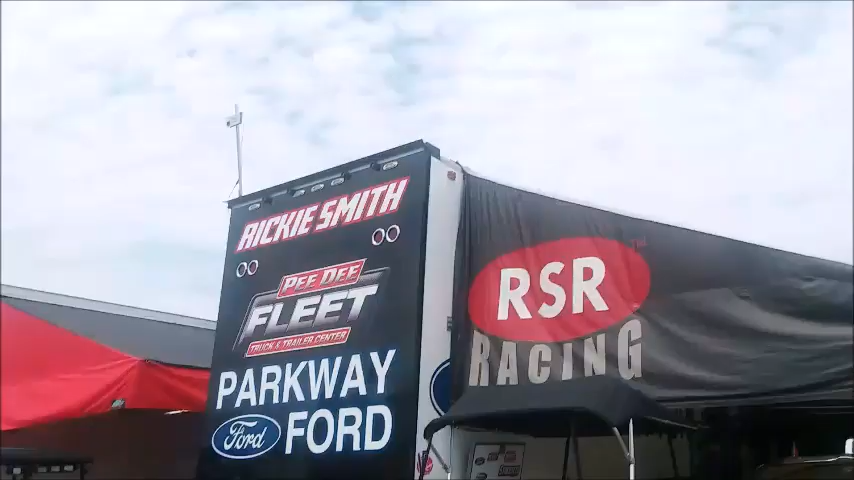 RICKIE SMITH
PEE DEE
FLEET
TRUCK & TRAILER CENTER
PARKWAY
Ford FORD
RSR
RACING